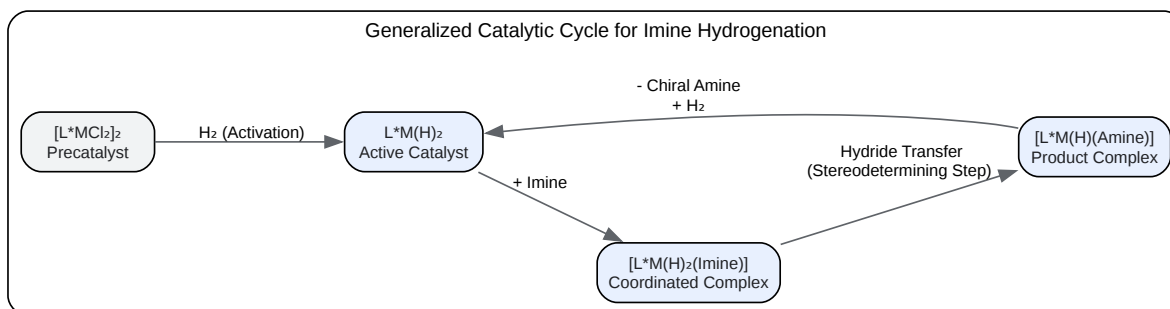 Generalized Catalytic Cycle for Imine Hydrogenation
- Chiral Amine
+ H₂
[L*MCl₂]₂
Precatalyst
H₂ (Activation)
L*M(H)₂
Active Catalyst
[L*M(H)(Amine)]
Product Complex
Hydride Transfer
(Stereodetermining Step)
+ Imine
[L*M(H)₂(Imine)]
Coordinated Complex